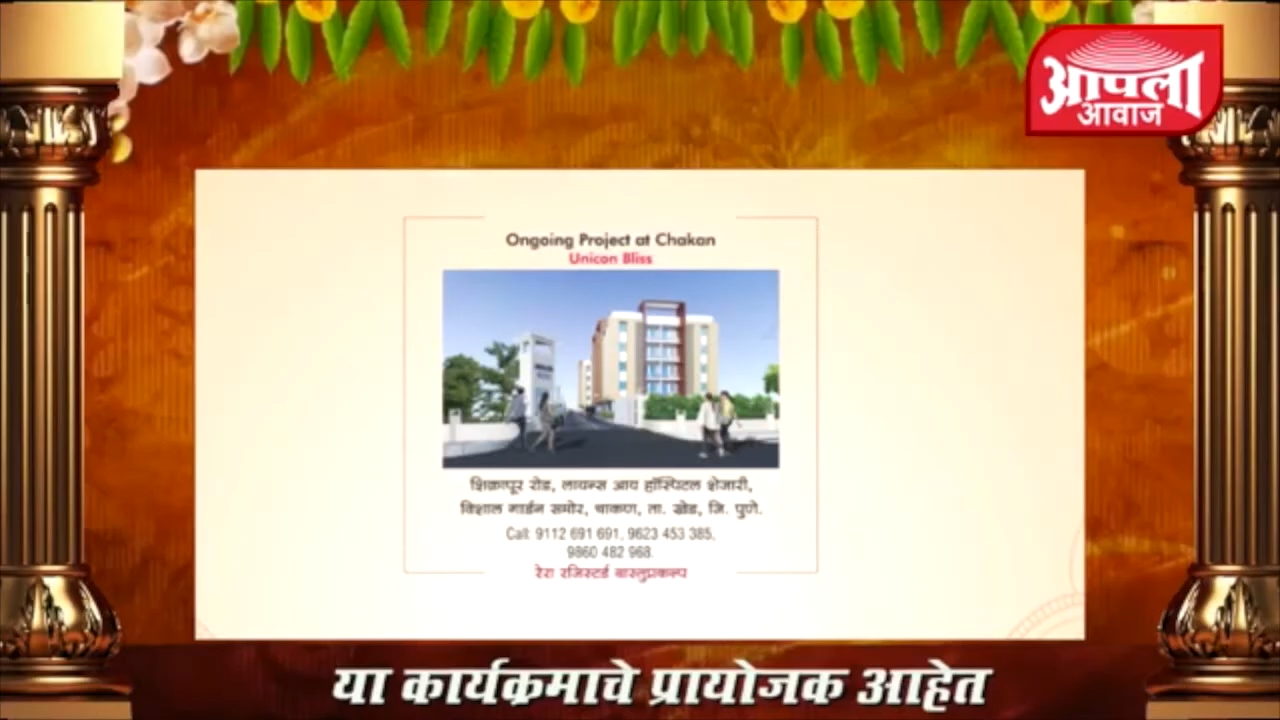 आपला
आवाज
Ongoing Project at Chakan
Unicon Bliss
शिक्रापूर रोड, लायन्स आय हॉस्पिटल शेजारी,
विशाल गार्डन समोर, चाकण, ता. खेड, जि. पुणे.
Call: 9112 691 691, 9623 453 385,
9860 482 968.
रेरा रजिस्टर्ड वास्तुप्रकल्प
या कार्यक्रमाचे प्रायोजक आहेत